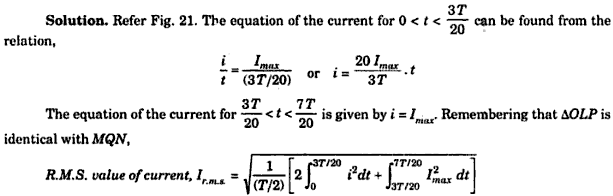 Solution. Refer Fig. 21. The equation of the current for 0 < t < 3T/20 can be found from the
relation,
i/t = I_max/(3T/20) or i = 20 I_max/3T · t
The equation of the current for 3T/20 < t < 7T/20 is given by i = I_max. Remembering that ΔOLP is
identical with MQN,
R.M.S. value of current, I_r.m.s. = √(1/(T/2) [2 ∫_0^{3T/20} i² dt + ∫_{3T/20}^{7T/20} I²_max dt])